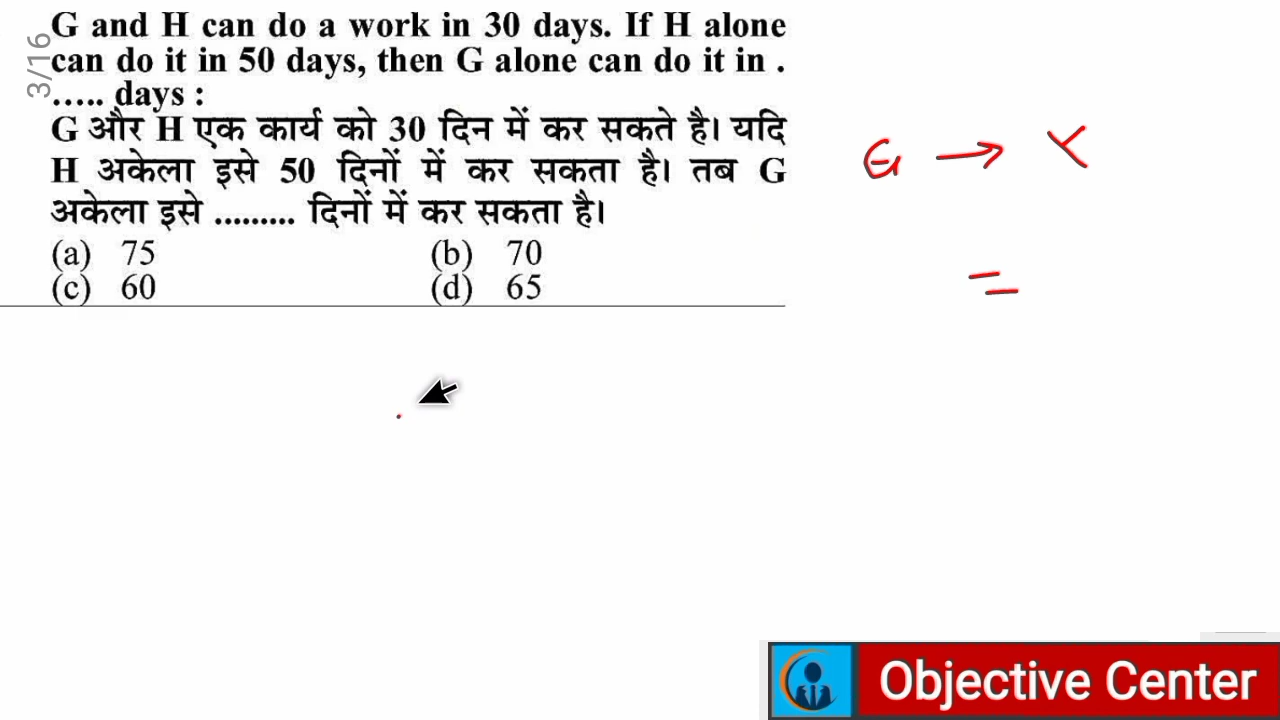 3/16
G and H can do a work in 30 days. If H alone
can do it in 50 days, then G alone can do it in .
..... days :
G और H एक कार्य को 30 दिन में कर सकते है। यदि
H अकेला इसे 50 दिनों में कर सकता है। तब G
अकेला इसे ......... दिनों में कर सकता है।
(a) 75 (b) 70
(c) 60 (d) 65
G →
=
Objective Center